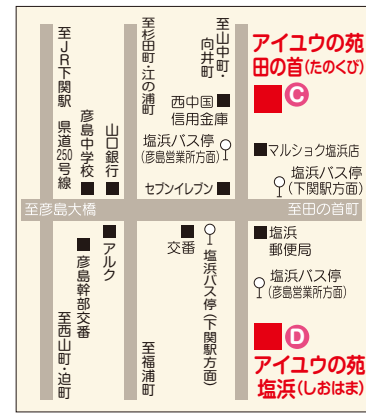 至JR下関駅
県道250号線
彦島中学校
山口銀行
至杉田町・江の浦町
至山中町・
向井町
アイユウの苑
田の首(たのくび)
C
西中国
信用金庫
塩浜バス停
(彦島営業所方面)
セブンイレブン
マルショク塩浜店
塩浜バス停
(下関駅方面)
至彦島大橋
至田の首町
アルク
彦島幹部交番
至西山町・迫町
交番
塩浜バス停(下関駅方面)
至福浦町
塩浜
郵便局
塩浜バス停
(彦島営業所方面)
D
アイユウの苑
塩浜(しおはま)